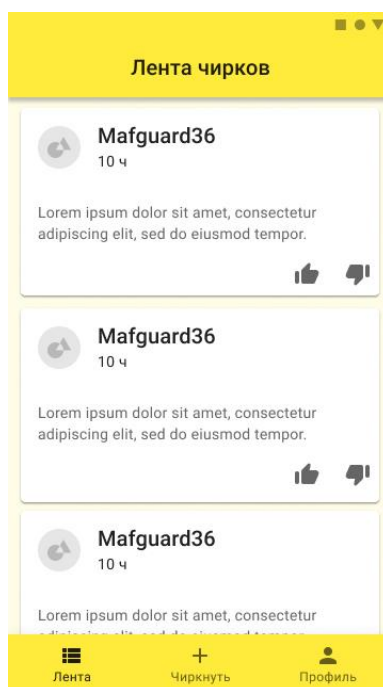 Лента чирков
Mafguard36
10 ч
Lorem ipsum dolor sit amet, consectetur
adipiscing elit, sed do eiusmod tempor.
Mafguard36
10 ч
Lorem ipsum dolor sit amet, consectetur
adipiscing elit, sed do eiusmod tempor.
Mafguard36
10 ч
Lorem ipsum dolor sit amet, consectetur
Лента
Чиркнуть
Профиль